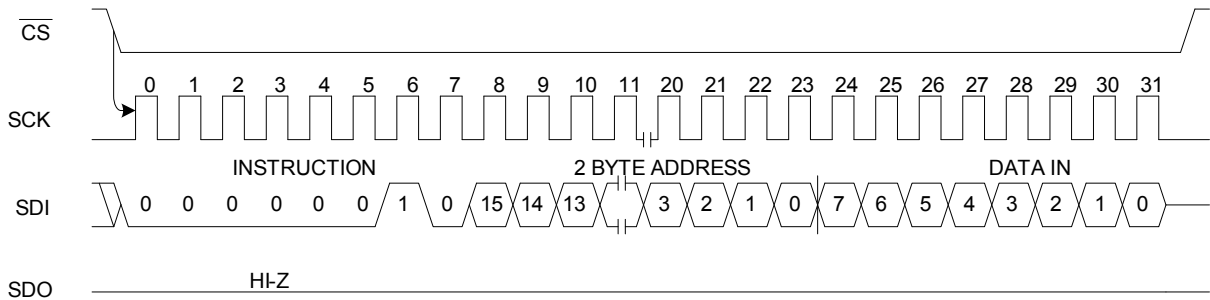 CS
0 1 2 3 4 5 6 7 8 9 10 11 20 21 22 23 24 25 26 27 28 29 30 31
SCK
INSTRUCTION 2 BYTE ADDRESS DATA IN
SDI 0 0 0 0 0 0 1 0 15 14 13 3 2 1 0 7 6 5 4 3 2 1 0
HI-Z
SDO